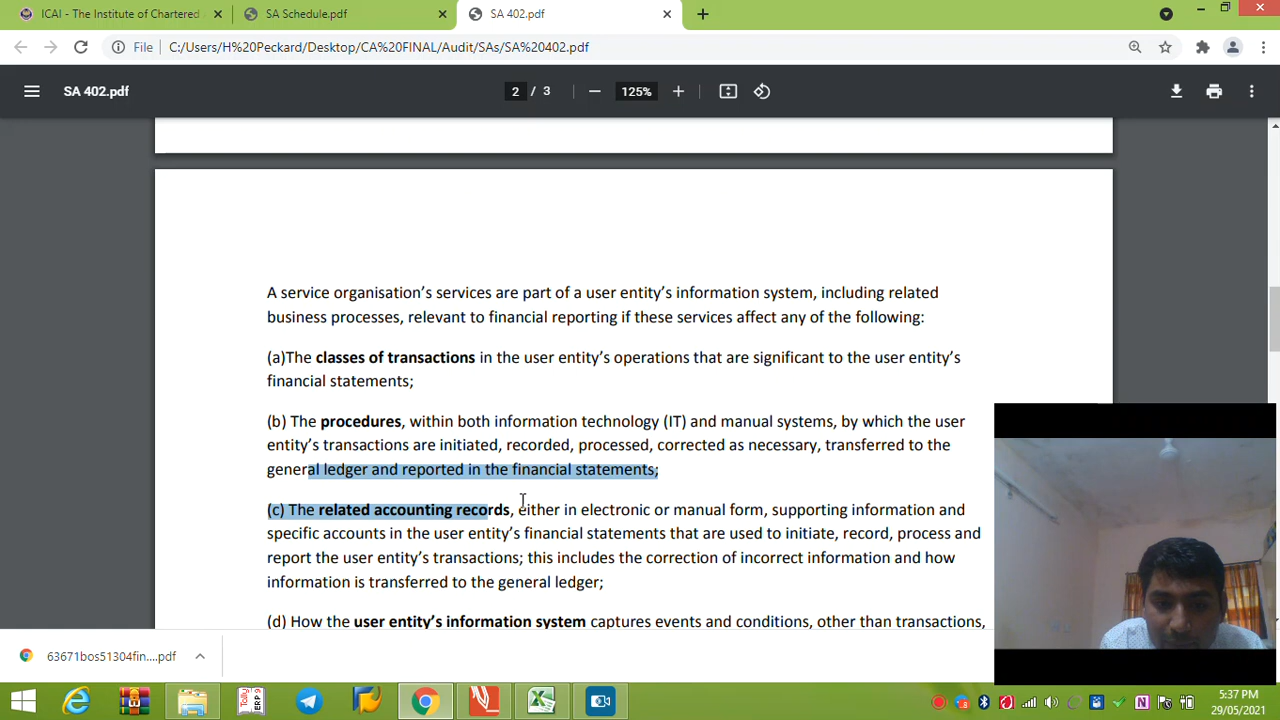 ICAI - The Institute of Chartered
SA Schedule.pdf
SA 402.pdf
File
C:/Users/H%20Peckard/Desktop/CA%20FINAL/Audit/SAs/SA%20402.pdf
SA 402.pdf
2 / 3
125%
A service organisation’s services are part of a user entity’s information system, including related
business processes, relevant to financial reporting if these services affect any of the following:
(a)The classes of transactions in the user entity’s operations that are significant to the user entity’s
financial statements;
(b) The procedures, within both information technology (IT) and manual systems, by which the user
entity’s transactions are initiated, recorded, processed, corrected as necessary, transferred to the
general ledger and reported in the financial statements;
(c) The related accounting records, either in electronic or manual form, supporting information and
specific accounts in the user entity’s financial statements that are used to initiate, record, process and
report the user entity’s transactions; this includes the correction of incorrect information and how
information is transferred to the general ledger;
(d) How the user entity’s information system captures events and conditions, other than transactions,
63671bos51304fin....pdf
5:37 PM
29/05/2021